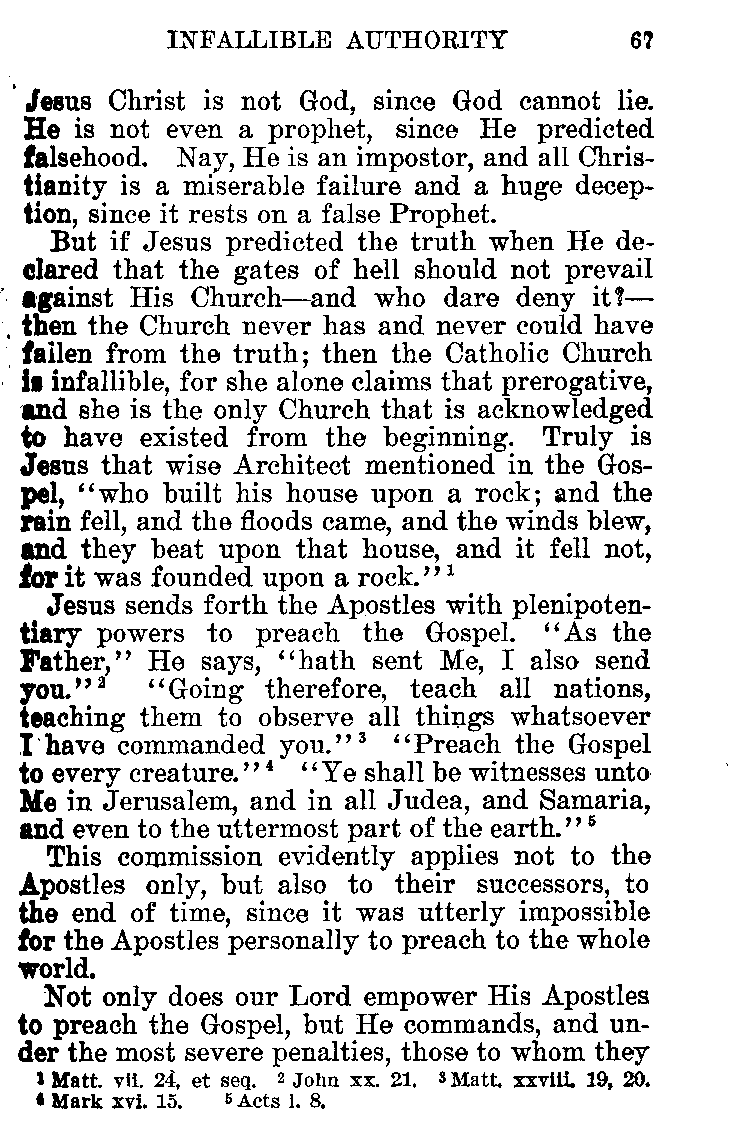 INFALLIBLE AUTHORITY 67
Jesus Christ is not God, since God cannot lie.
He is not even a prophet, since He predicted
falsehood. Nay, He is an impostor, and all Chris-
tianity is a miserable failure and a huge decep-
tion, since it rests on a false Prophet.
But if Jesus predicted the truth when He de-
clared that the gates of hell should not prevail
against His Church—and who dare deny it?—
then the Church never has and never could have
fallen from the truth; then the Catholic Church
is infallible, for she alone claims that prerogative,
and she is the only Church that is acknowledged
to have existed from the beginning. Truly is
Jesus that wise Architect mentioned in the Gos-
pel, "who built his house upon a rock; and the
rain fell, and the floods came, and the winds blew,
and they beat upon that house, and it fell not,
for it was founded upon a rock."¹
Jesus sends forth the Apostles with plenipoten-
tiary powers to preach the Gospel. "As the
Father," He says, "hath sent Me, I also send
you."² "Going therefore, teach all nations,
teaching them to observe all things whatsoever
I have commanded you."³ "Preach the Gospel
to every creature."⁴ "Ye shall be witnesses unto
Me in Jerusalem, and in all Judea, and Samaria,
and even to the uttermost part of the earth."⁵
This commission evidently applies not to the
Apostles only, but also to their successors, to
the end of time, since it was utterly impossible
for the Apostles personally to preach to the whole
world.
Not only does our Lord empower His Apostles
to preach the Gospel, but He commands, and un-
der the most severe penalties, those to whom they
¹ Matt. vii. 24, et seq. ² John xx. 21. ³ Matt. xxviii. 19, 20.
⁴ Mark xvi. 15. ⁵ Acts i. 8.